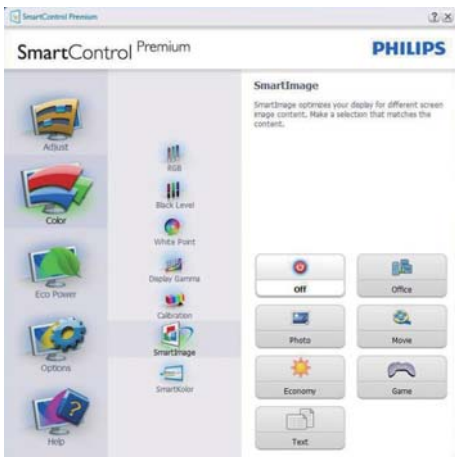 SmartControl Premium
SmartControl Premium
PHILIPS
Adjust
Color
Eco Power
Options
Help
RGB
Black Level
White Point
Display Gamma
Calibration
SmartImage
SmartKolor
SmartImage
SmartImage optimizes your display for different screen
image content. Make a selection that matches the
content.
Off
Office
Photo
Movie
Economy
Game
Text